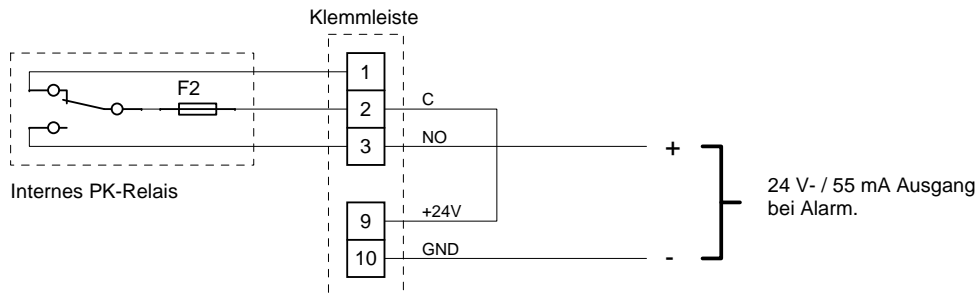 Klemmleiste
F2
1
2
C
3
NO
+
Internes PK-Relais
24 V- / 55 mA Ausgang
bei Alarm.
9
+24V
10
GND
-